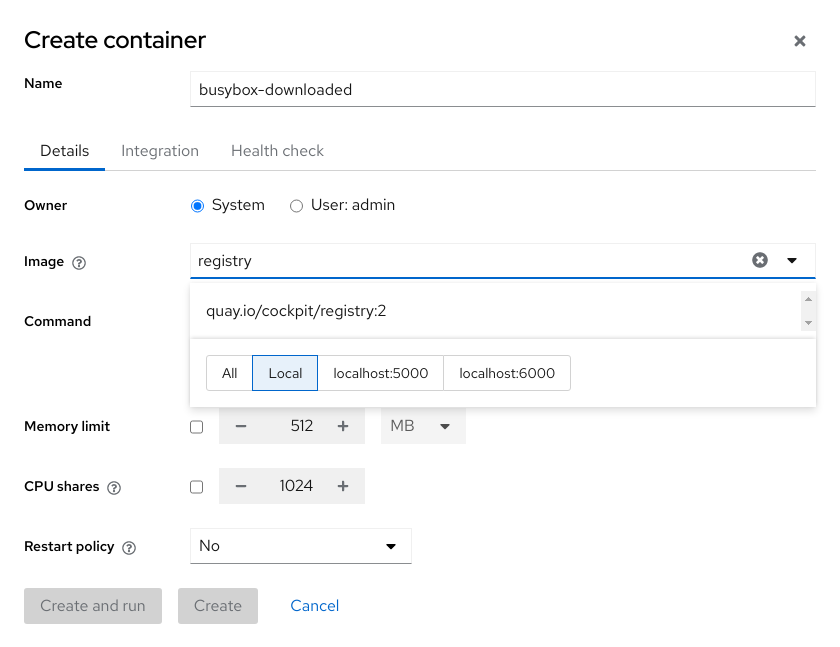 Create container
Name
busybox-downloaded
Details Integration Health check
Owner System User: admin
Image registry
quay.io/cockpit/registry:2
Command
All Local localhost:5000 localhost:6000
Memory limit 512 MB
CPU shares 1024
Restart policy No
Create and run Create Cancel